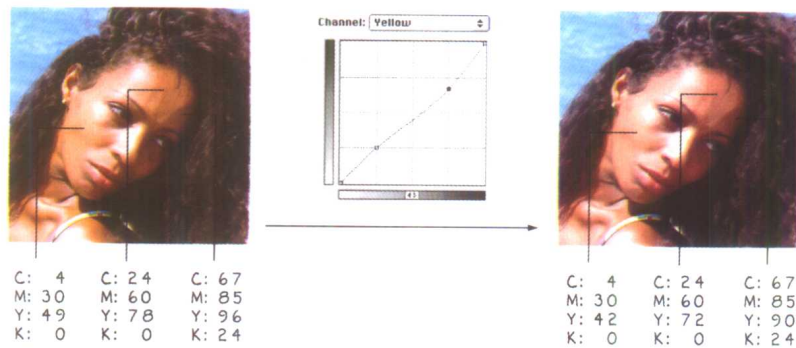 Channel: Yellow
43
C: 4 C: 24 C: 67
M: 30 M: 60 M: 85
Y: 49 Y: 78 Y: 96
K: 0 K: 0 K: 24
C: 4 C: 24 C: 67
M: 30 M: 60 M: 85
Y: 42 Y: 72 Y: 90
K: 0 K: 0 K: 24